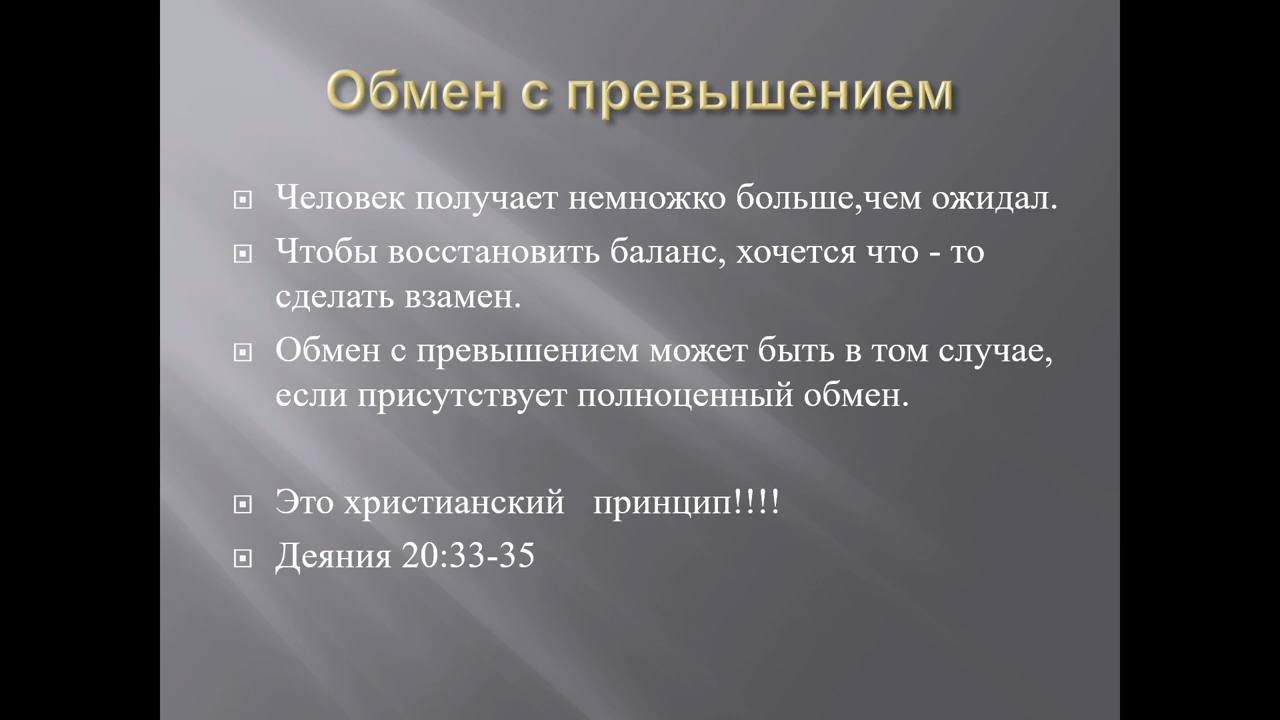 Обмен с превышением
Человек получает немножко больше,чем ожидал.
Чтобы восстановить баланс, хочется что - то
сделать взамен.
Обмен с превышением может быть в том случае,
если присутствует полноценный обмен.
Это христианский   принцип!!!!
Деяния 20:33-35